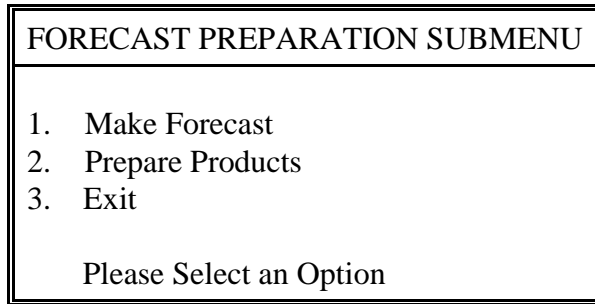 FORECAST PREPARATION SUBMENU
1. Make Forecast
2. Prepare Products
3. Exit
Please Select an Option